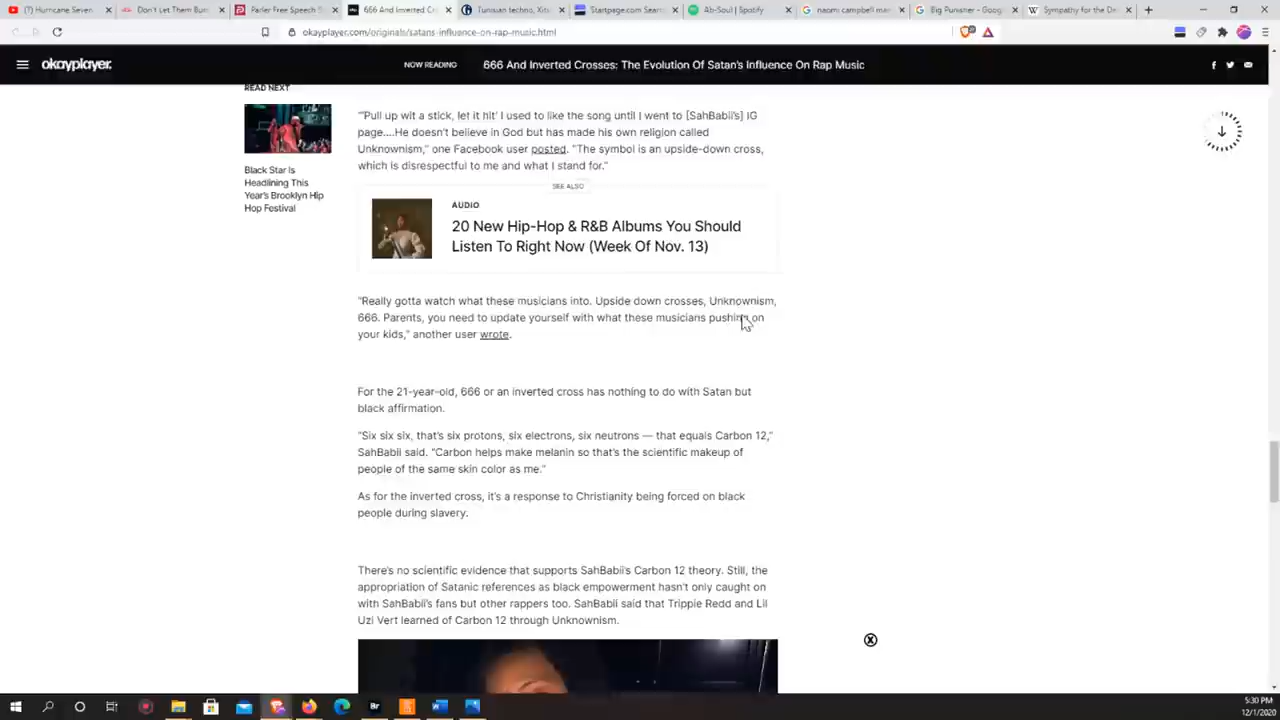 (1) Hurricane Seven
Don't Let Them Burn
Parler Free Speech S
666 And Inverted Cr
Tunisian techno, Xits
Startpage.com Searc
Ab-Soul | Spotify
naomi campbell mar
Big Punisher - Googl
Sympathy for the De
okayplayer.com/originals/satans-influence-on-rap-music.html
okayplayer.
NOW READING
666 And Inverted Crosses: The Evolution Of Satan's Influence On Rap Music
READ NEXT
Black Star Is
Headlining This
Year's Brooklyn Hip
Hop Festival
"'Pull up wit a stick, let it hit' I used to like the song until I went to [SahBabii's] IG
page....He doesn't believe in God but has made his own religion called
Unknownism," one Facebook user posted. "The symbol is an upside-down cross,
which is disrespectful to me and what I stand for."
SEE ALSO
AUDIO
20 New Hip-Hop & R&B Albums You Should
Listen To Right Now (Week Of Nov. 13)
"Really gotta watch what these musicians into. Upside down crosses, Unknownism,
666. Parents, you need to update yourself with what these musicians pushing on
your kids," another user wrote.
For the 21-year-old, 666 or an inverted cross has nothing to do with Satan but
black affirmation.
"Six six six, that's six protons, six electrons, six neutrons — that equals Carbon 12,"
SahBabii said. "Carbon helps make melanin so that's the scientific makeup of
people of the same skin color as me."
As for the inverted cross, it's a response to Christianity being forced on black
people during slavery.
There's no scientific evidence that supports SahBabii's Carbon 12 theory. Still, the
appropriation of Satanic references as black empowerment hasn't only caught on
with SahBabii's fans but other rappers too. SahBabii said that Trippie Redd and Lil
Uzi Vert learned of Carbon 12 through Unknownism.
Br
5:30 PM
12/1/2020